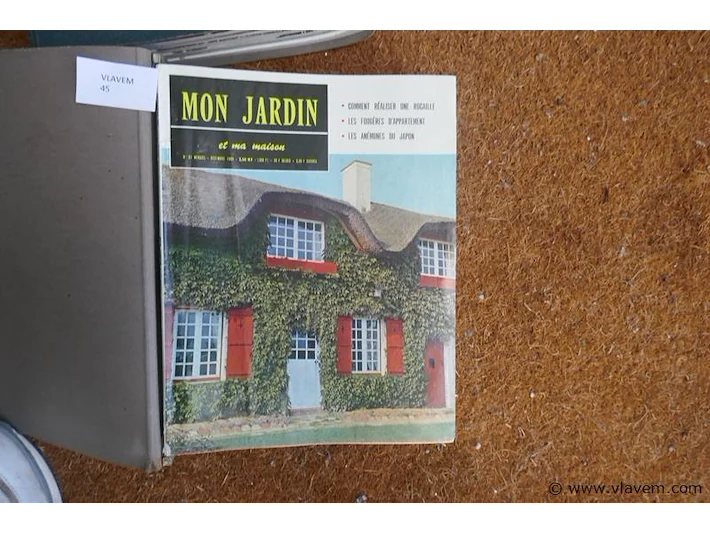 VLAVEM
45
MON JARDIN
et ma maison
• COMMENT RÉALISER UNE ROCAILLE
• LES FOUGÈRES D'APPARTEMENT
• LES ANÉMONES DU JAPON
© www.vlavem.com